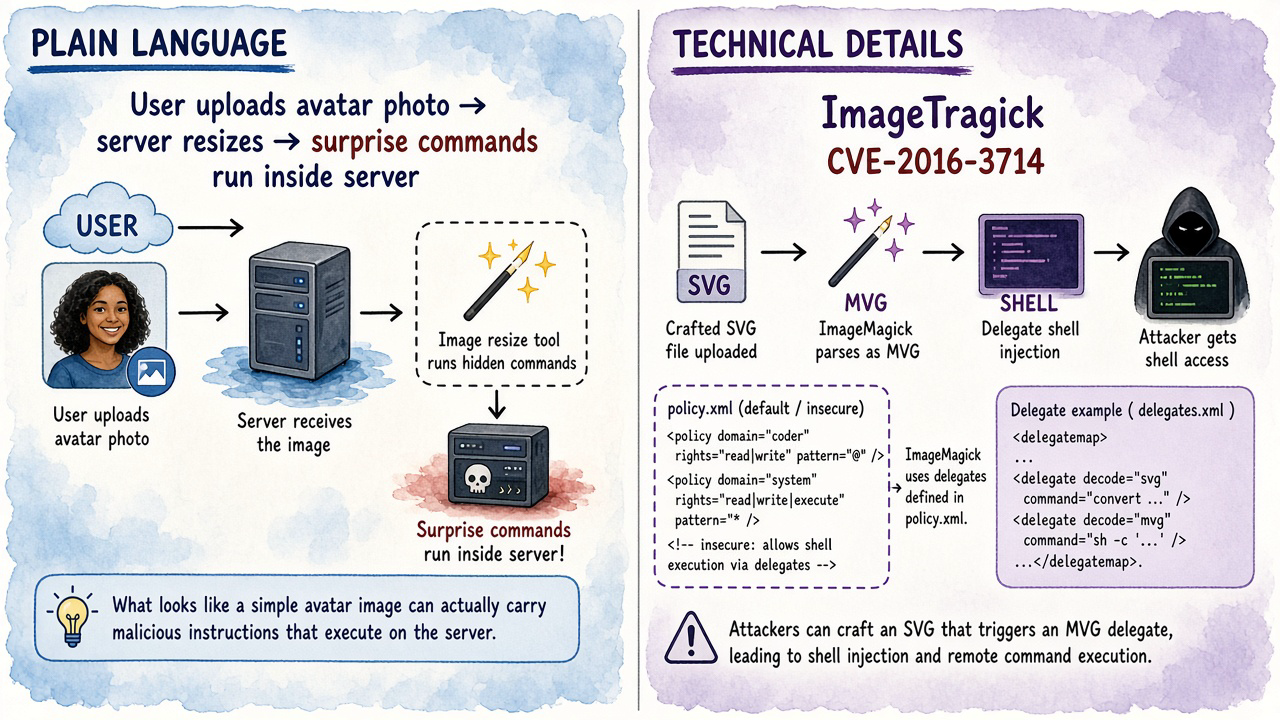 PLAIN LANGUAGE
User uploads avatar photo →
server resizes → surprise commands
run inside server
USER
User uploads
avatar photo
Server receives
the image
Image resize tool
runs hidden commands
Surprise commands
run inside server!
What looks like a simple avatar image can actually carry
malicious instructions that execute on the server.
TECHNICAL DETAILS
ImageTragick
CVE-2016-3714
SVG
Crafted SVG
file uploaded
MVG
ImageMagick
parses as MVG
SHELL
Delegate shell
injection
Attacker gets
shell access
policy.xml (default / insecure)
<policy domain="coder"
rights="read|write" pattern="@" />
<policy domain="system"
rights="read|write|execute"
pattern="* />
<!-- insecure: allows shell
execution via delegates -->
ImageMagick
uses delegates
defined in
policy.xml.
Delegate example ( delegates.xml )
<delegatemap>
...
<delegate decode="svg"
command="convert ..." />
<delegate decode="mvg"
command="sh -c '...' />
...</delegatemap>.
Attackers can craft an SVG that triggers an MVG delegate,
leading to shell injection and remote command execution.